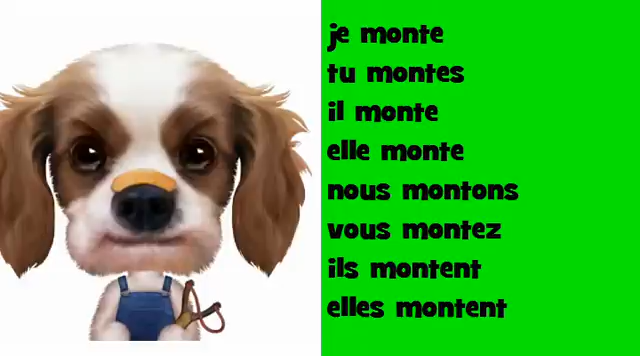 je monte
tu montes
il monte
elle monte
nous montons
vous montez
ils montent
elles montent